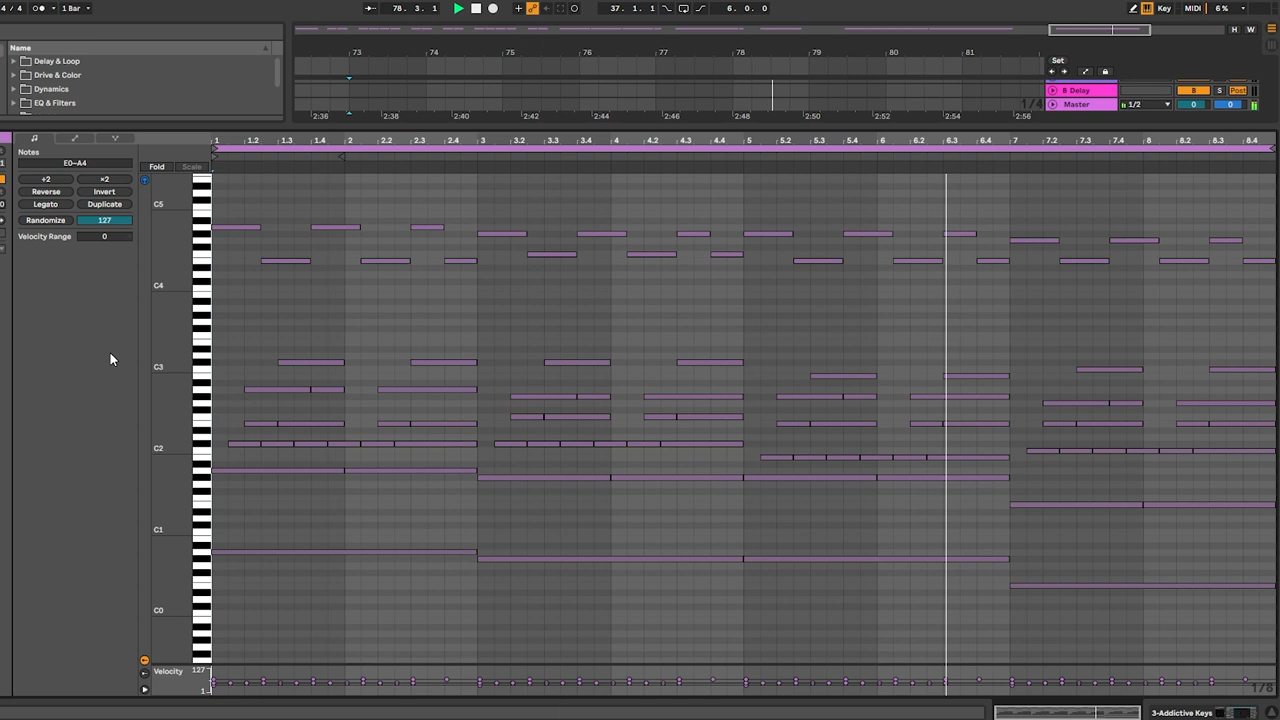 4 / 4 1 Bar 78. 3. 1 37. 1. 1 6. 0. 0 Key MIDI 6 %
H W
Name
Delay & Loop
Drive & Color
Dynamics
EQ & Filters
73 74 75 76 77 78 79 80 81
Set
B Delay B S Post
1/4 Master 1/2 0 0
2:36 2:38 2:40 2:42 2:44 2:46 2:48 2:50 2:52 2:54 2:56
Notes
E0-A4
÷2 ×2
Reverse Invert
Legato Duplicate
Randomize 127
Velocity Range 0
Fold Scale
1 1.2 1.3 1.4 2 2.2 2.3 2.4 3 3.2 3.3 3.4 4 4.2 4.3 4.4 5 5.2 5.3 5.4 6 6.2 6.3 6.4 7 7.2 7.3 7.4 8 8.2 8.3 8.4
C5
C4
C3
C2
C1
C0
Velocity 127
1
1/8
3-Addictive Keys